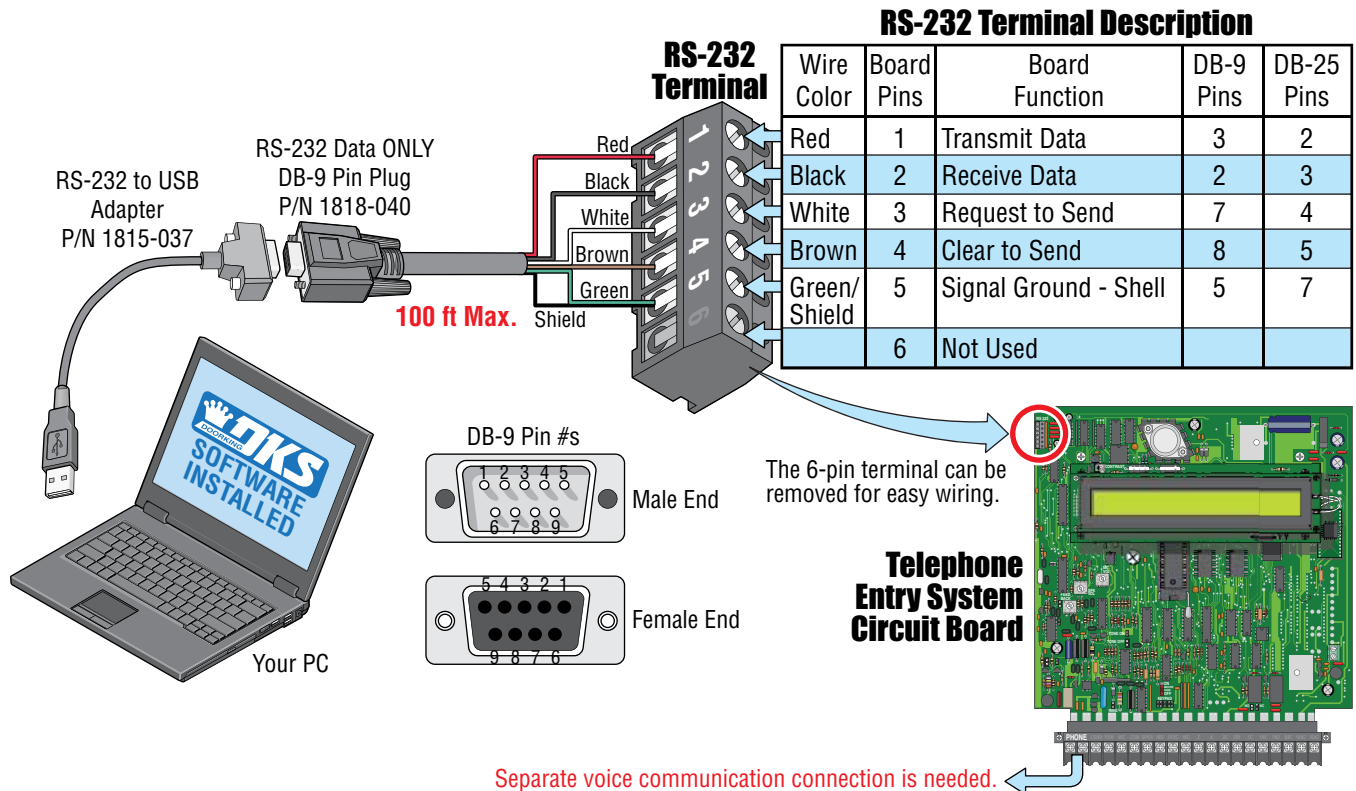 RS-232 Terminal Description
RS-232
Terminal
Wire Color Board Pins Board Function DB-9 Pins DB-25 Pins
Red 1 Transmit Data 3 2
Black 2 Receive Data 2 3
White 3 Request to Send 7 4
Brown 4 Clear to Send 8 5
Green/ Shield 5 Signal Ground - Shell 5 7
6 Not Used
RS-232 to USB
Adapter
P/N 1815-037
RS-232 Data ONLY
DB-9 Pin Plug
P/N 1818-040
Red
Black
White
Brown
Green
Shield
100 ft Max.
1
2
3
4
5
6
DOORKING
DKS
SOFTWARE
INSTALLED
Your PC
DB-9 Pin #s
1 2 3 4 5
6 7 8 9
Male End
5 4 3 2 1
9 8 7 6
Female End
The 6-pin terminal can be
removed for easy wiring.
Telephone
Entry System
Circuit Board
RS-232
CONTRAST
PHONE
Separate voice communication connection is needed.